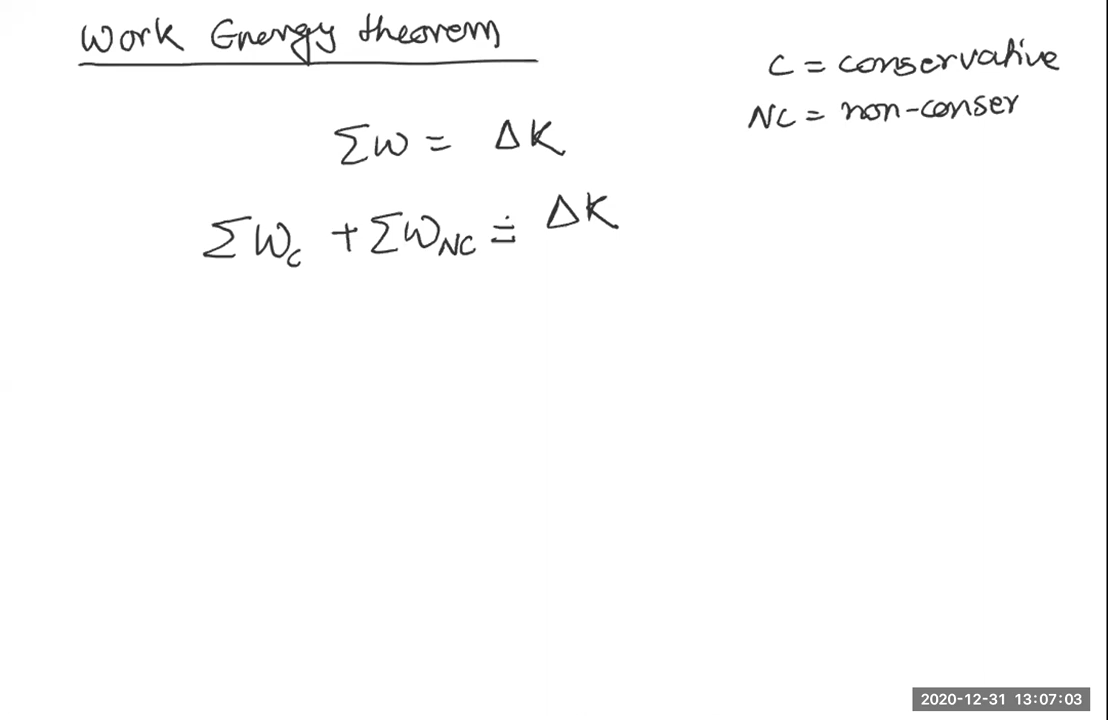 Work Energy theorem
C = conservative
NC = non-conser
ΣW = ΔK
ΣW_C + ΣW_NC = ΔK
2020-12-31 13:07:03